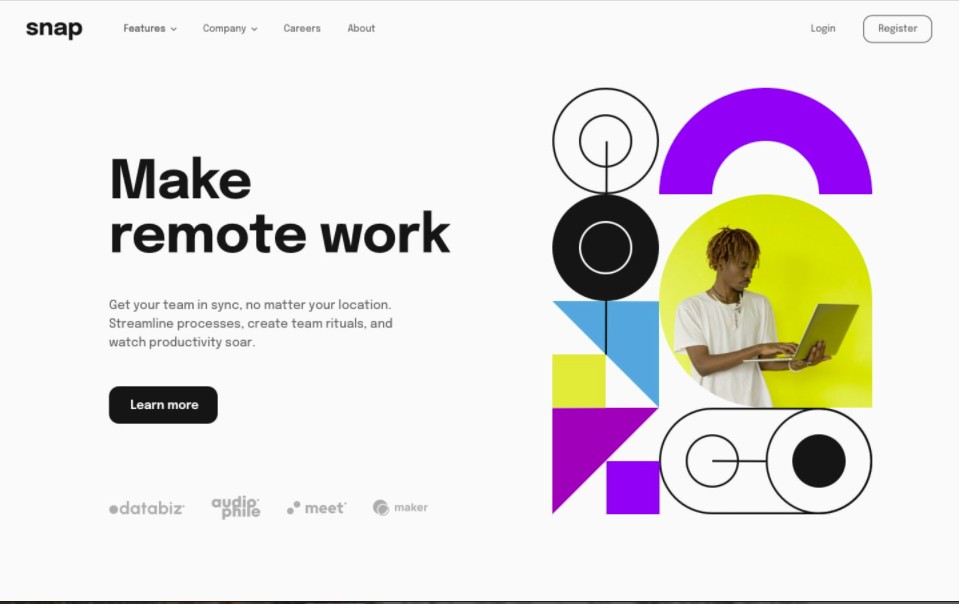 snap
Features
Company
Careers
About
Login
Register
Make
remote work
Get your team in sync, no matter your location.
Streamline processes, create team rituals, and
watch productivity soar.
Learn more
databiz
audiophile
meet
maker